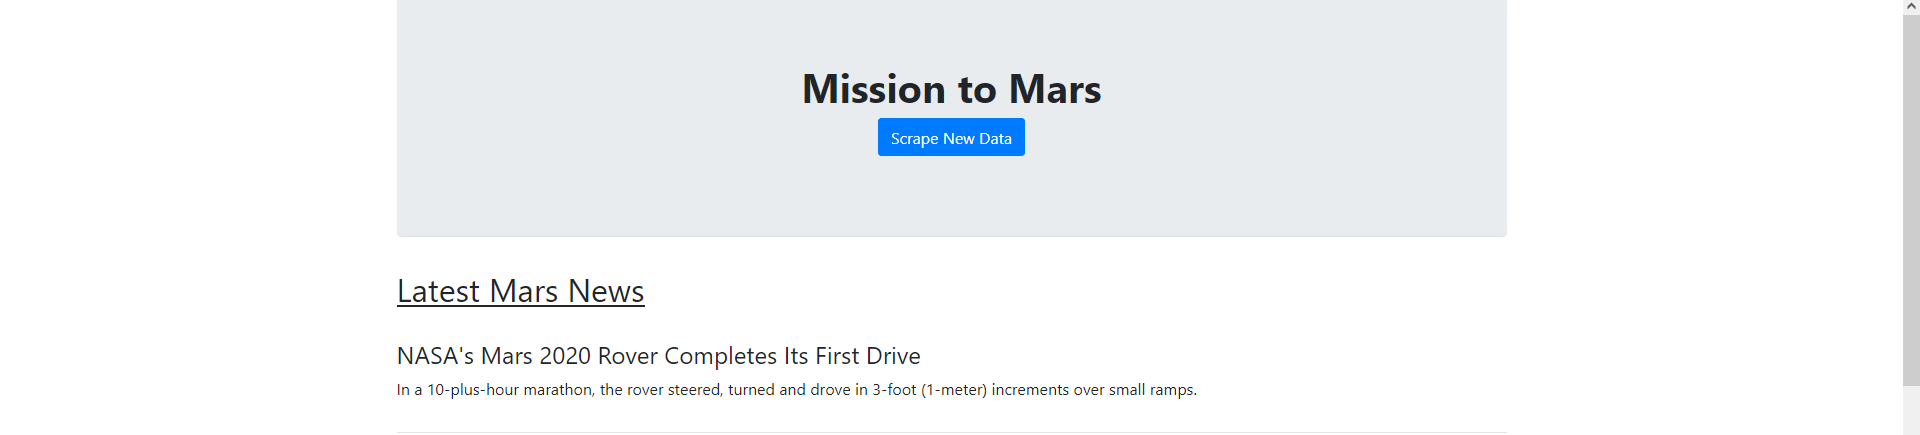 Mission to Mars
Scrape New Data
Latest Mars News
NASA's Mars 2020 Rover Completes Its First Drive
In a 10-plus-hour marathon, the rover steered, turned and drove in 3-foot (1-meter) increments over small ramps.